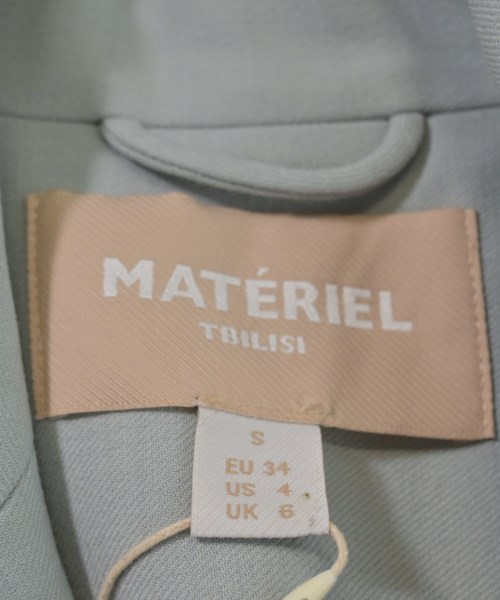 MATÉRIEL
TBILISI
S
EU 34
US 4
UK 6